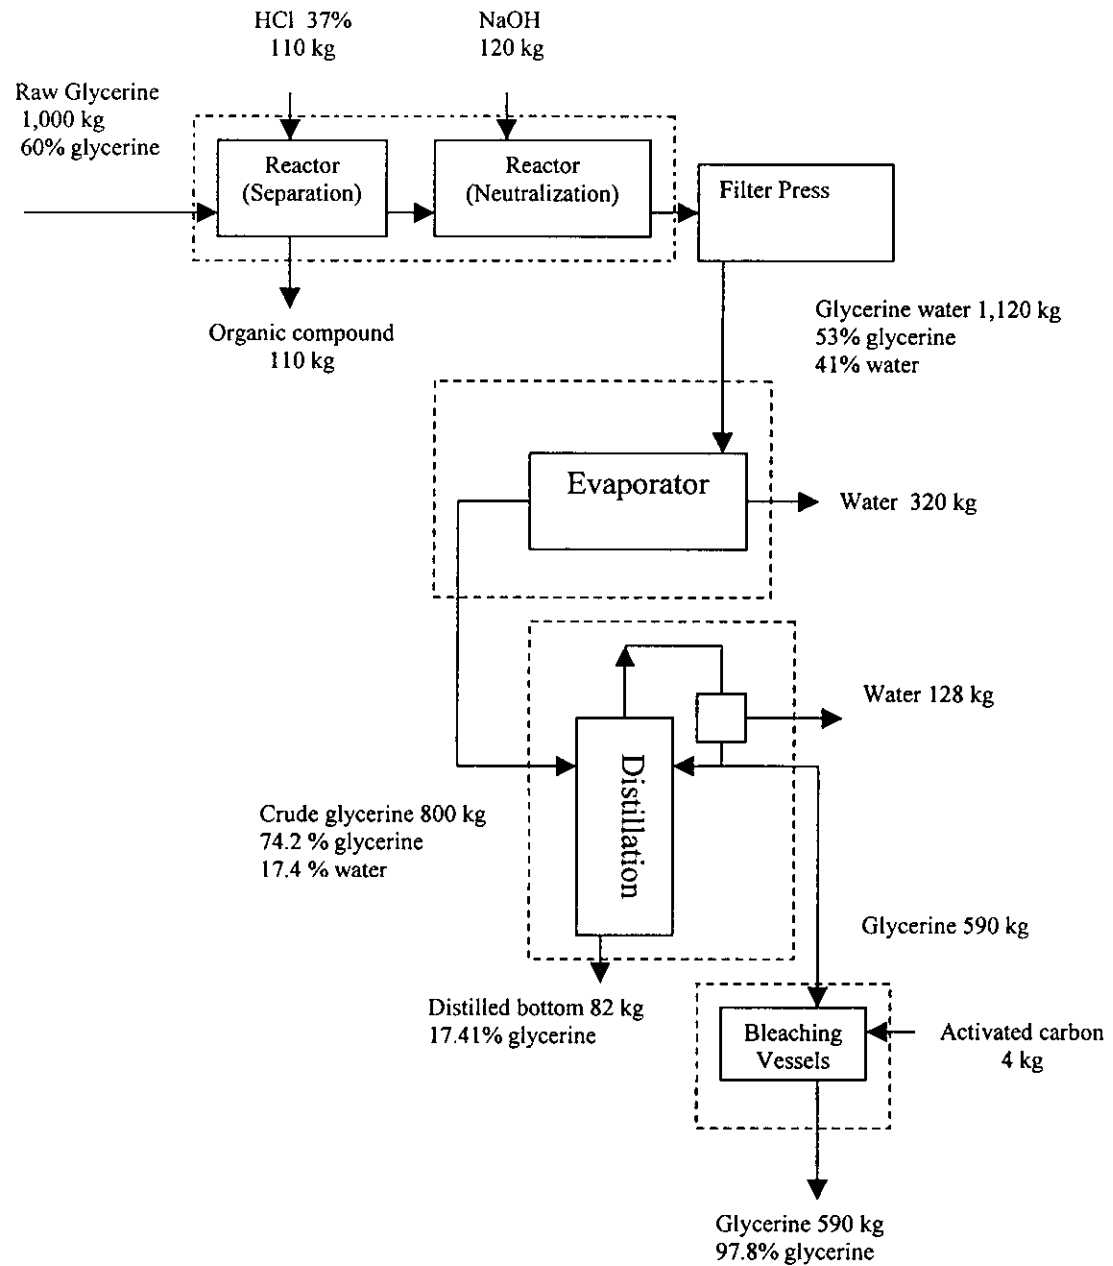 HCl 37%
110 kg
NaOH
120 kg
Raw Glycerine
1,000 kg
60% glycerine
Reactor
(Separation)
Reactor
(Neutralization)
Filter Press
Organic compound
110 kg
Glycerine water 1,120 kg
53% glycerine
41% water
Evaporator
Water 320 kg
Water 128 kg
Distillation
Crude glycerine 800 kg
74.2 % glycerine
17.4 % water
Glycerine 590 kg
Distilled bottom 82 kg
17.41% glycerine
Bleaching
Vessels
Activated carbon
4 kg
Glycerine 590 kg
97.8% glycerine